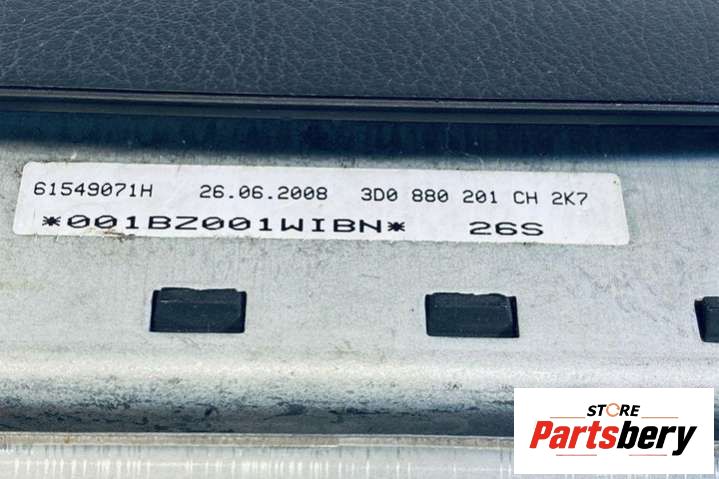 61549071H 26.06.2008 3D0 880 201 CH 2K7
*001BZ001WIBN* 26S
STORE
Partsbery